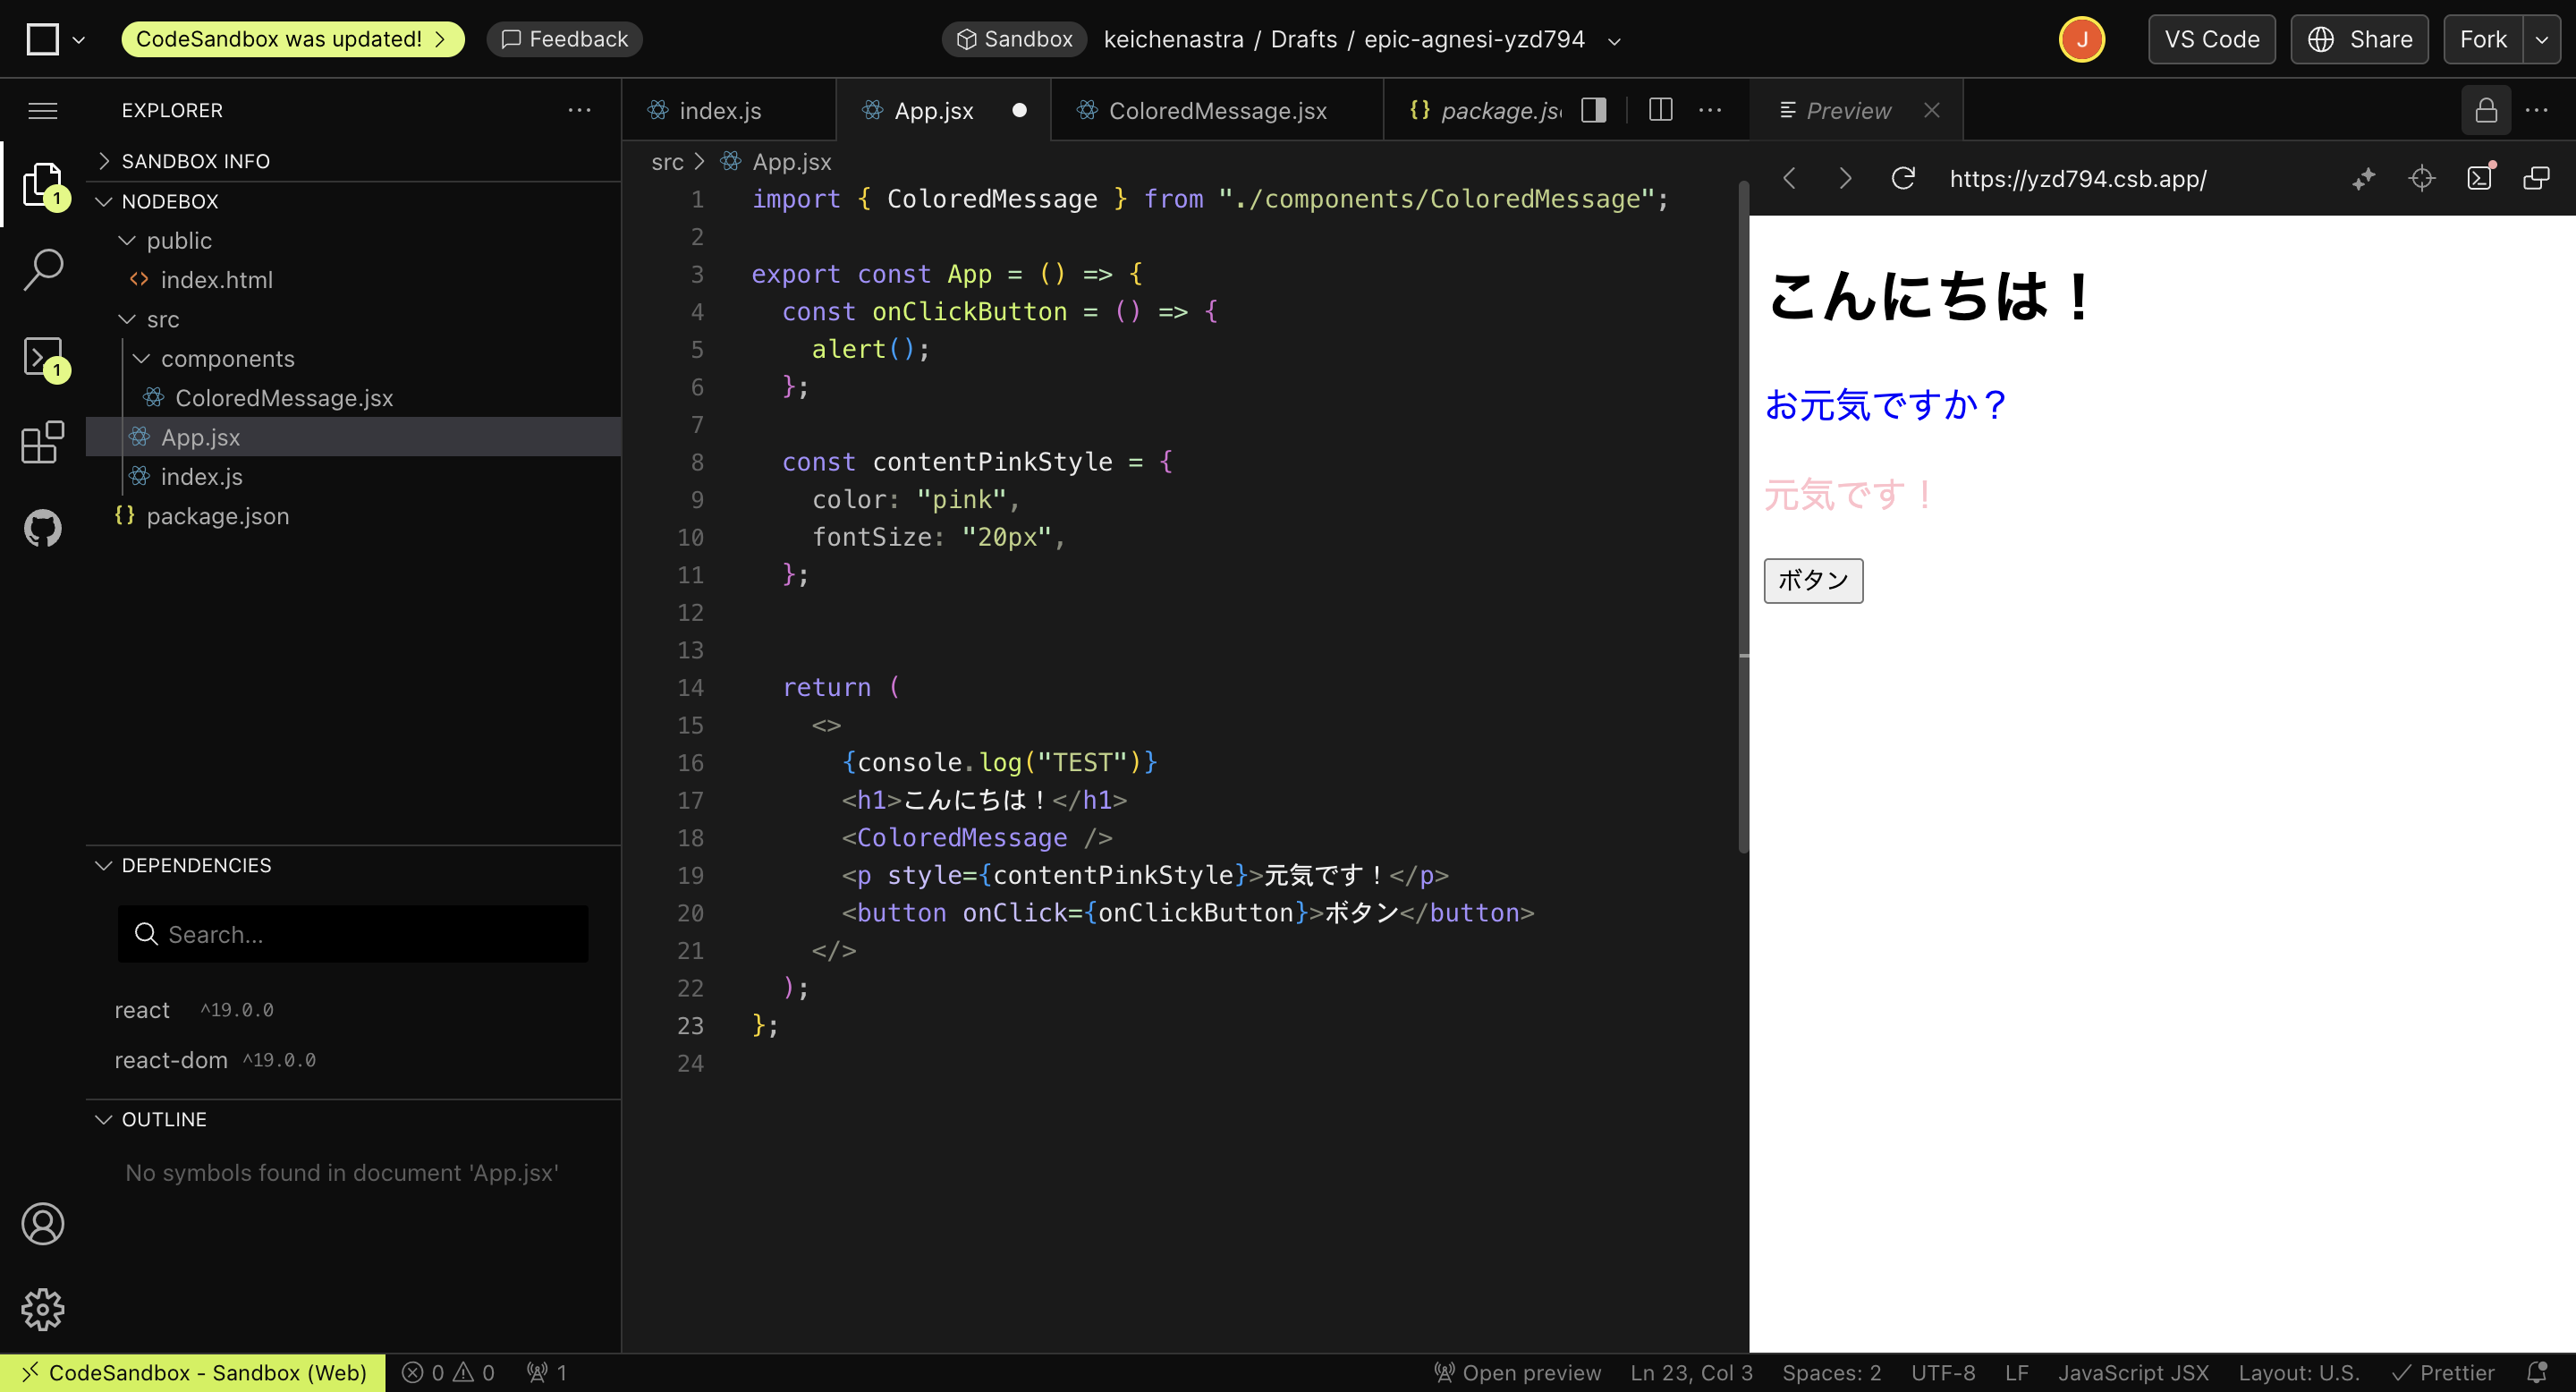 CodeSandbox was updated!
Feedback
Sandbox
keichenastra / Drafts / epic-agnesi-yzd794
J
VS Code
Share
Fork
EXPLORER
SANDBOX INFO
NODEBOX
public
index.html
src
components
ColoredMessage.jsx
App.jsx
index.js
package.json
1
1
DEPENDENCIES
Search...
react ^19.0.0
react-dom ^19.0.0
OUTLINE
No symbols found in document 'App.jsx'
index.js
App.jsx
ColoredMessage.jsx
package.js
src > App.jsx
1 import { ColoredMessage } from "./components/ColoredMessage";
2
3 export const App = () => {
4 const onClickButton = () => {
5 alert();
6 };
7
8 const contentPinkStyle = {
9 color: "pink",
10 fontSize: "20px",
11 };
12
13
14 return (
15 <>
16 {console.log("TEST")}
17 <h1>こんにちは！</h1>
18 <ColoredMessage />
19 <p style={contentPinkStyle}>元気です！</p>
20 <button onClick={onClickButton}>ボタン</button>
21 </>
22 );
23 };
24
Preview
https://yzd794.csb.app/
こんにちは！
お元気ですか？
元気です！
ボタン
CodeSandbox - Sandbox (Web)
0 0
1
Open preview
Ln 23, Col 3
Spaces: 2
UTF-8
LF
JavaScript JSX
Layout: U.S.
Prettier